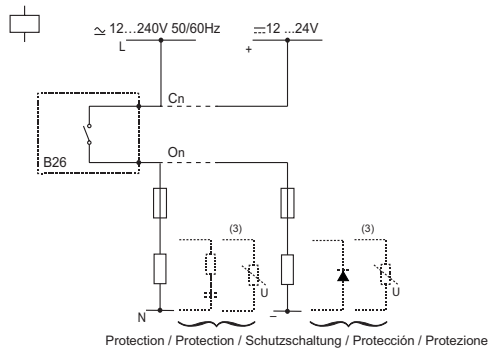 ≃ 12...240V 50/60Hz
⎓12 ...24V
L
+
Cn
On
B26
(3)
(3)
U
U
N
–
Protection / Protection / Schutzschaltung / Protección / Protezione